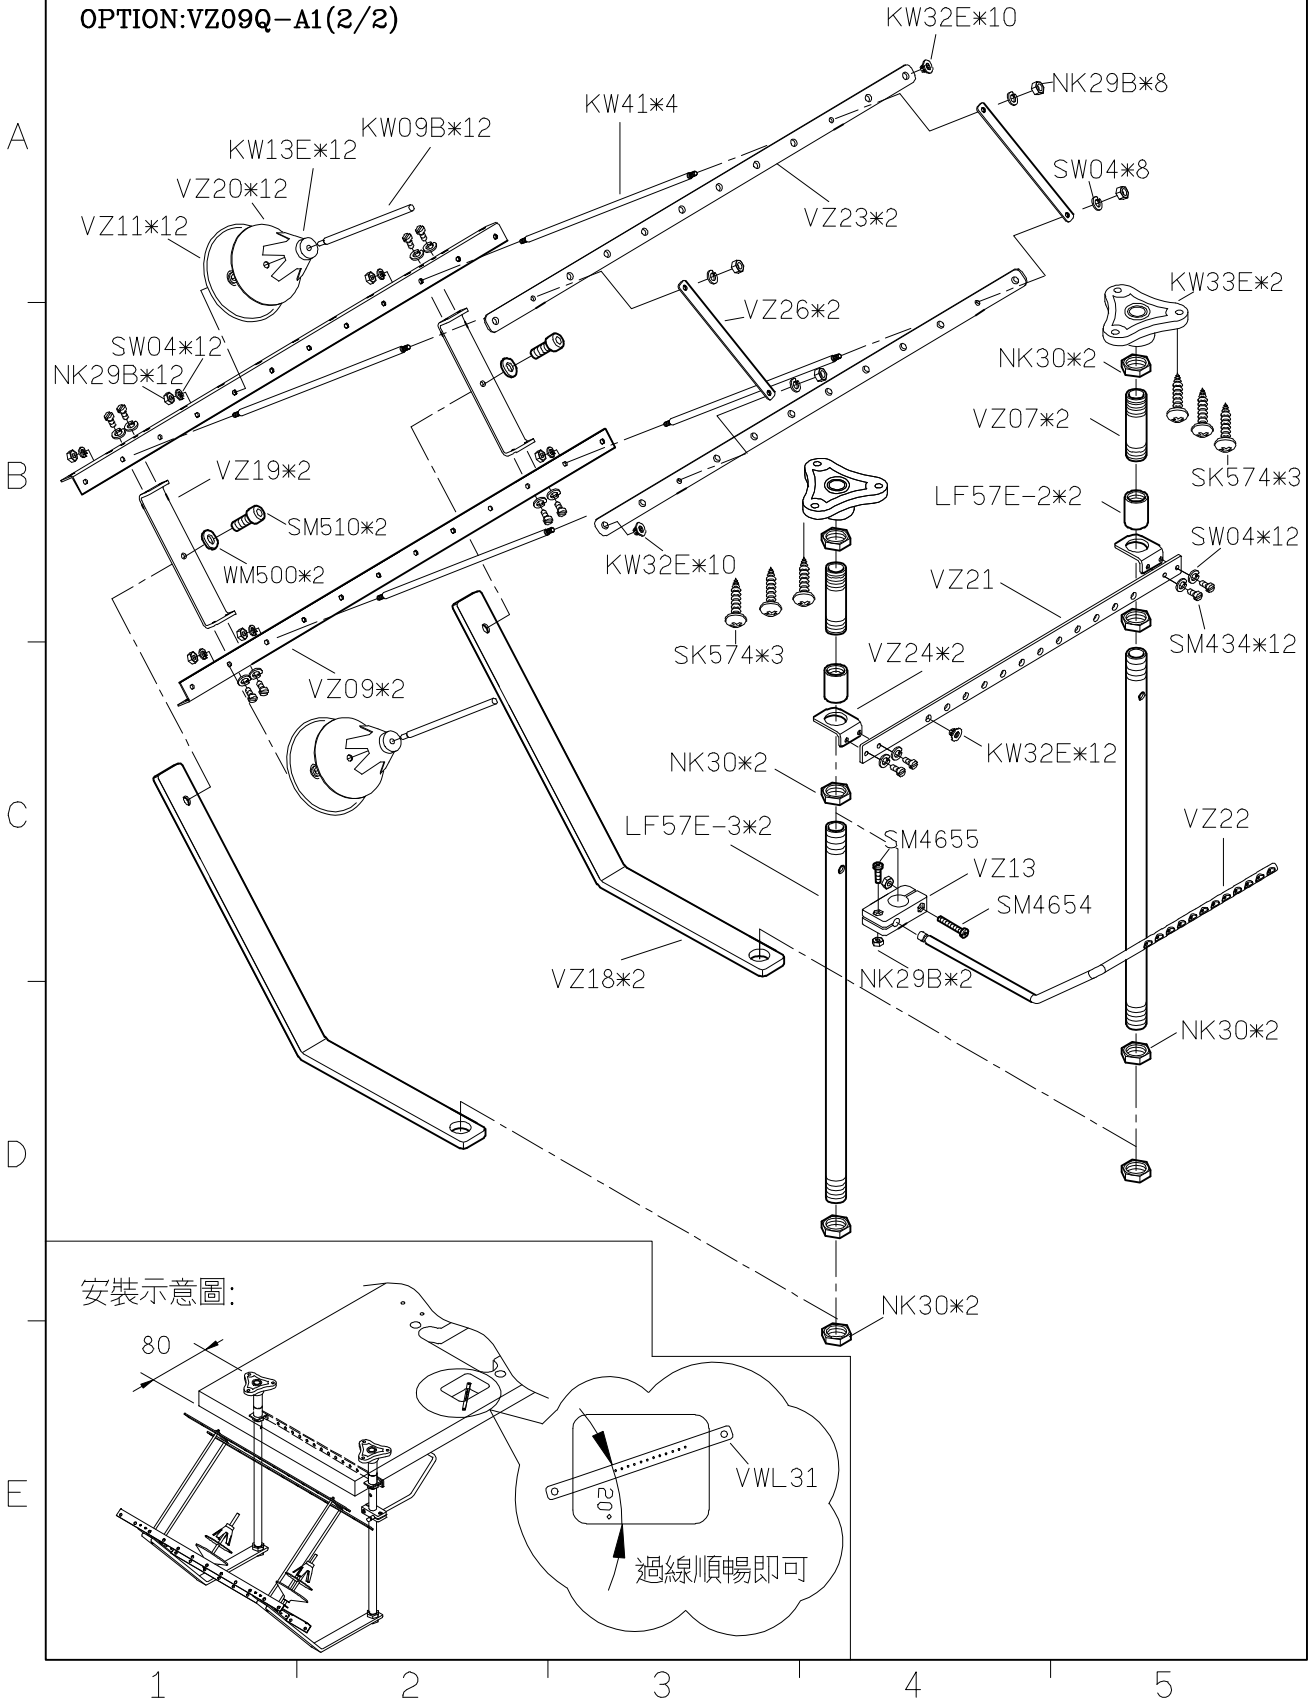 OPTION:VZ09Q-A1(2/2)
KW32E*10
NK29B*8
KW41*4
KW09B*12
KW13E*12
VZ20*12
VZ11*12
SW04*8
VZ23*2
A
KW33E*2
VZ26*2
SW04*12
NK29B*12
NK30*2
VZ07*2
B
VZ19*2
SK574*3
LF57E-2*2
SM510*2
SW04*12
KW32E*10
WM500*2
VZ21
SK574*3
VZ24*2
SM434*12
VZ09*2
KW32E*12
NK30*2
C
LF57E-3*2
VZ22
SM4655
VZ13
SM4654
VZ18*2
NK29B*2
NK30*2
D
安裝示意圖:
NK30*2
80
VWL31
E
20°
過線順暢即可
1
2
3
4
5